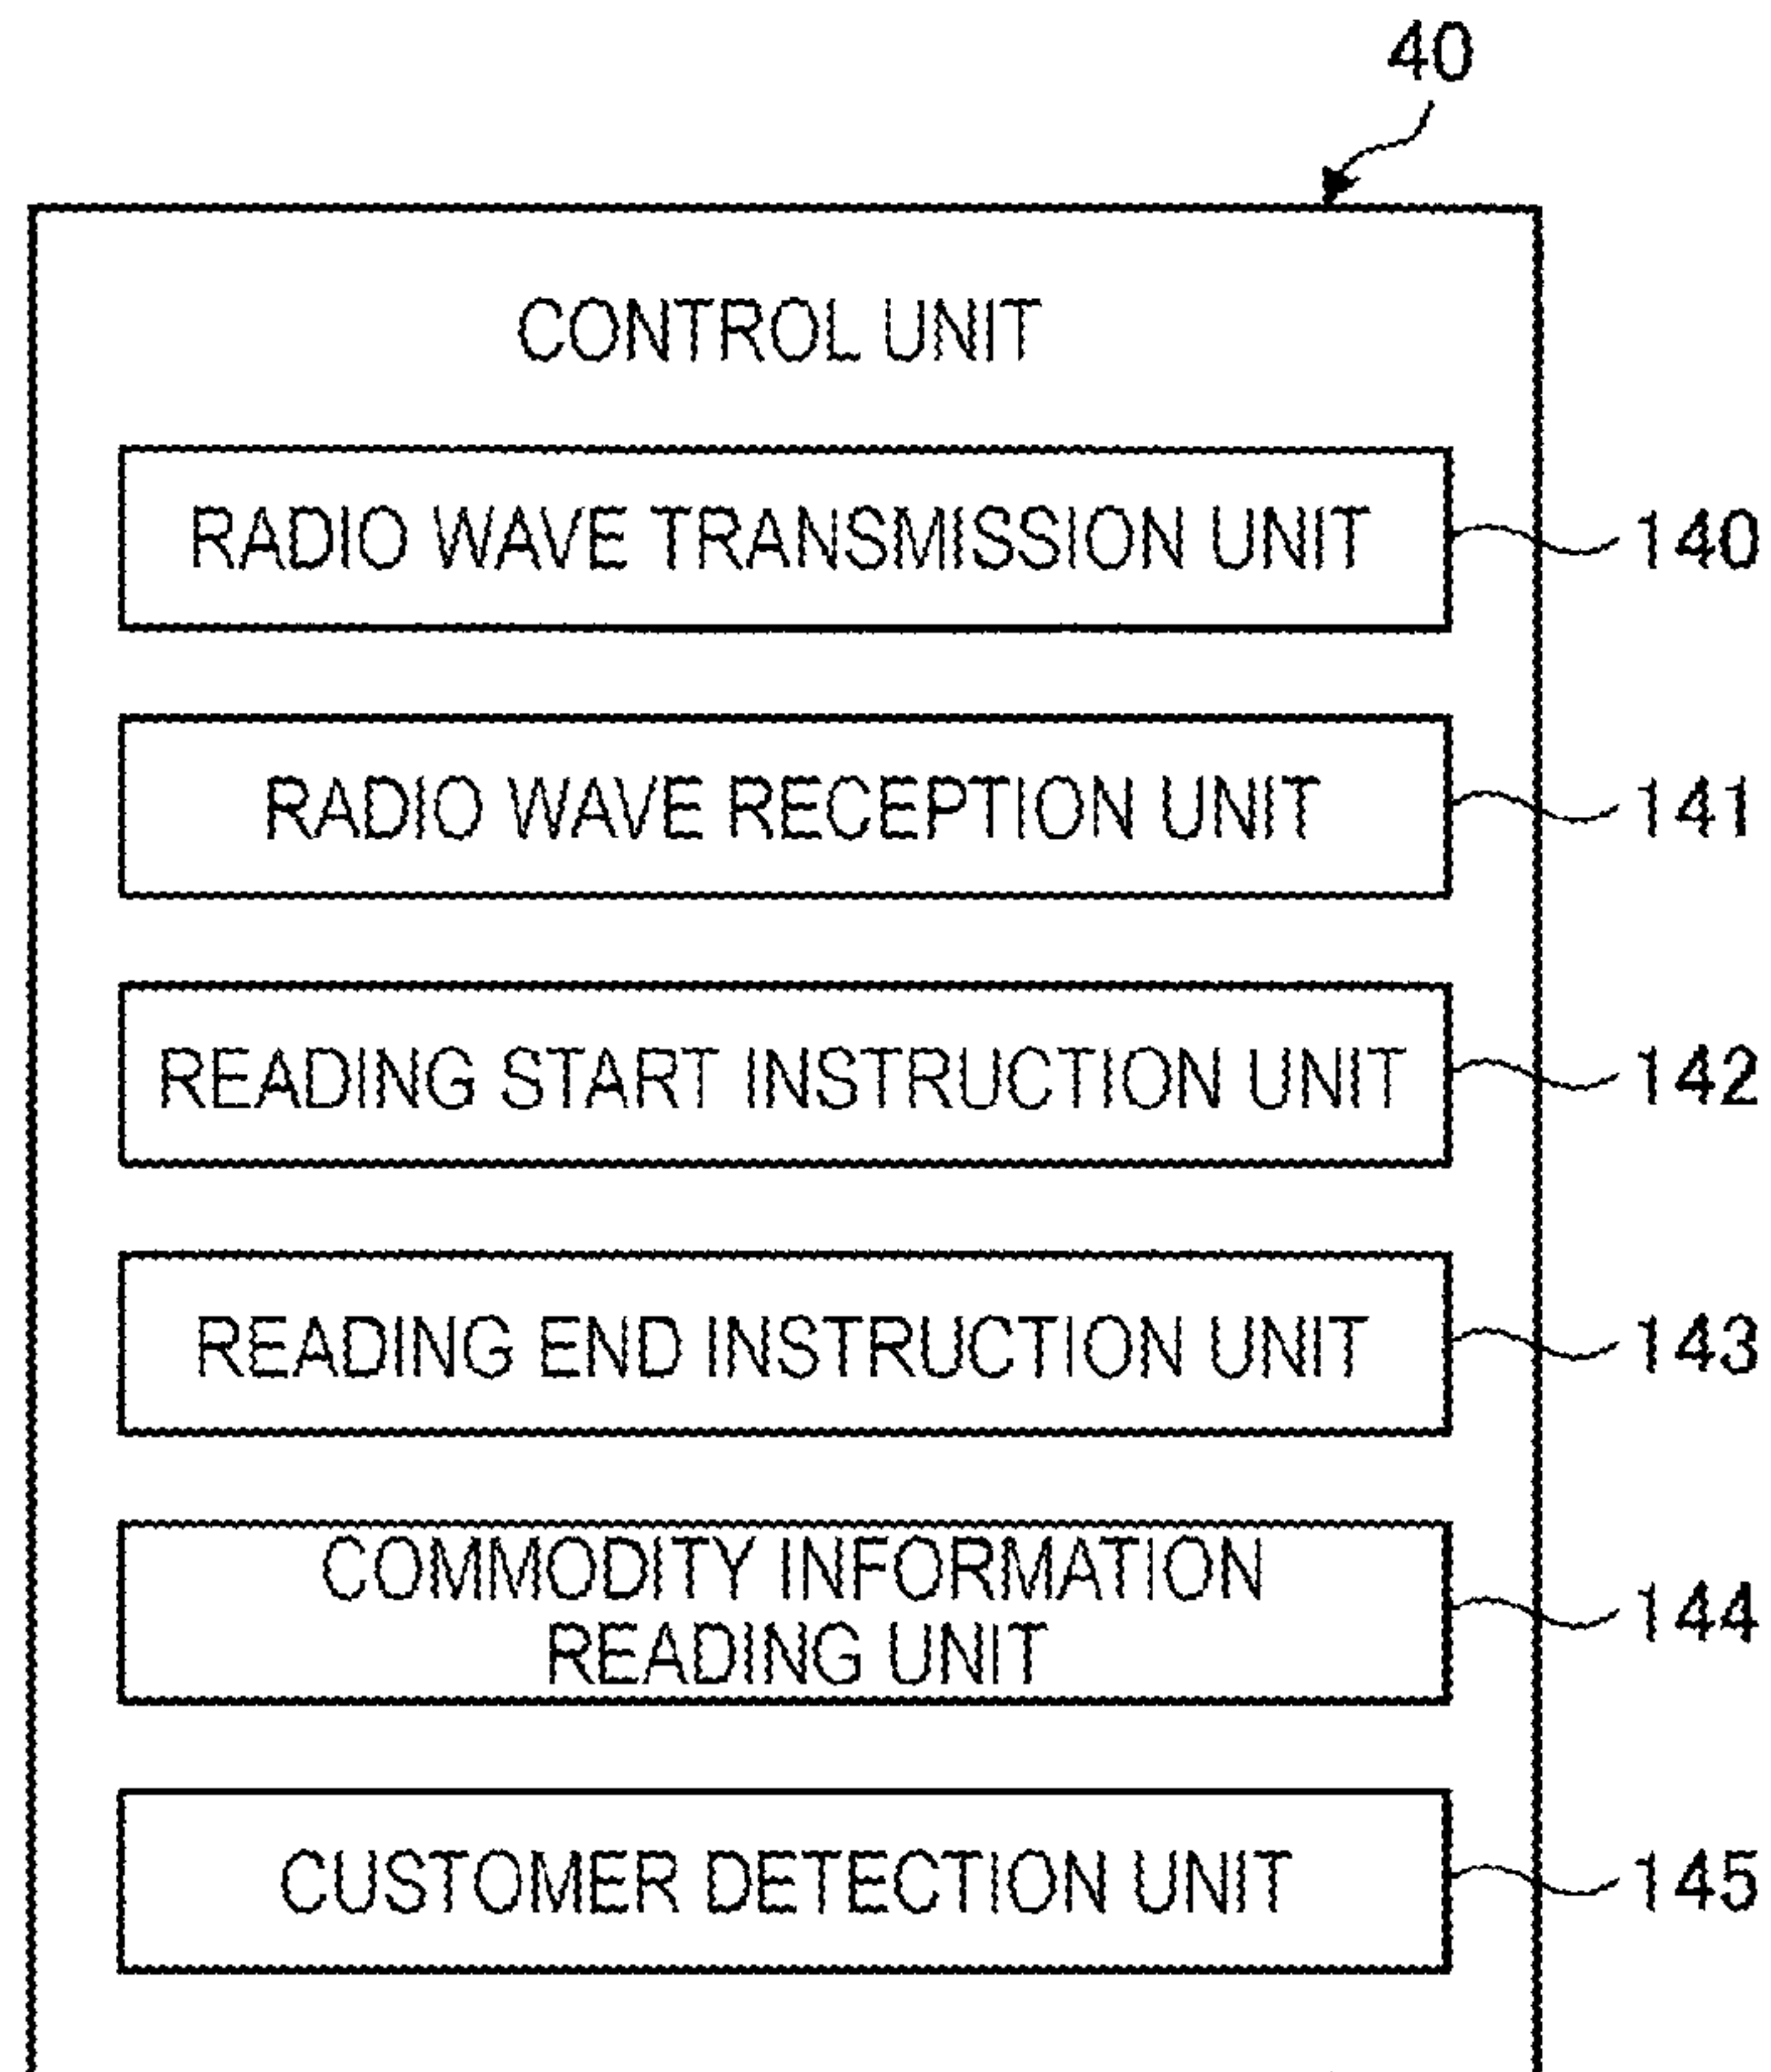 40
CONTROL UNIT
RADIO WAVE TRANSMISSION UNIT 140
RADIO WAVE RECEPTION UNIT 141
READING START INSTRUCTION UNIT 142
READING END INSTRUCTION UNIT 143
COMMODITY INFORMATION
READING UNIT 144
CUSTOMER DETECTION UNIT 145